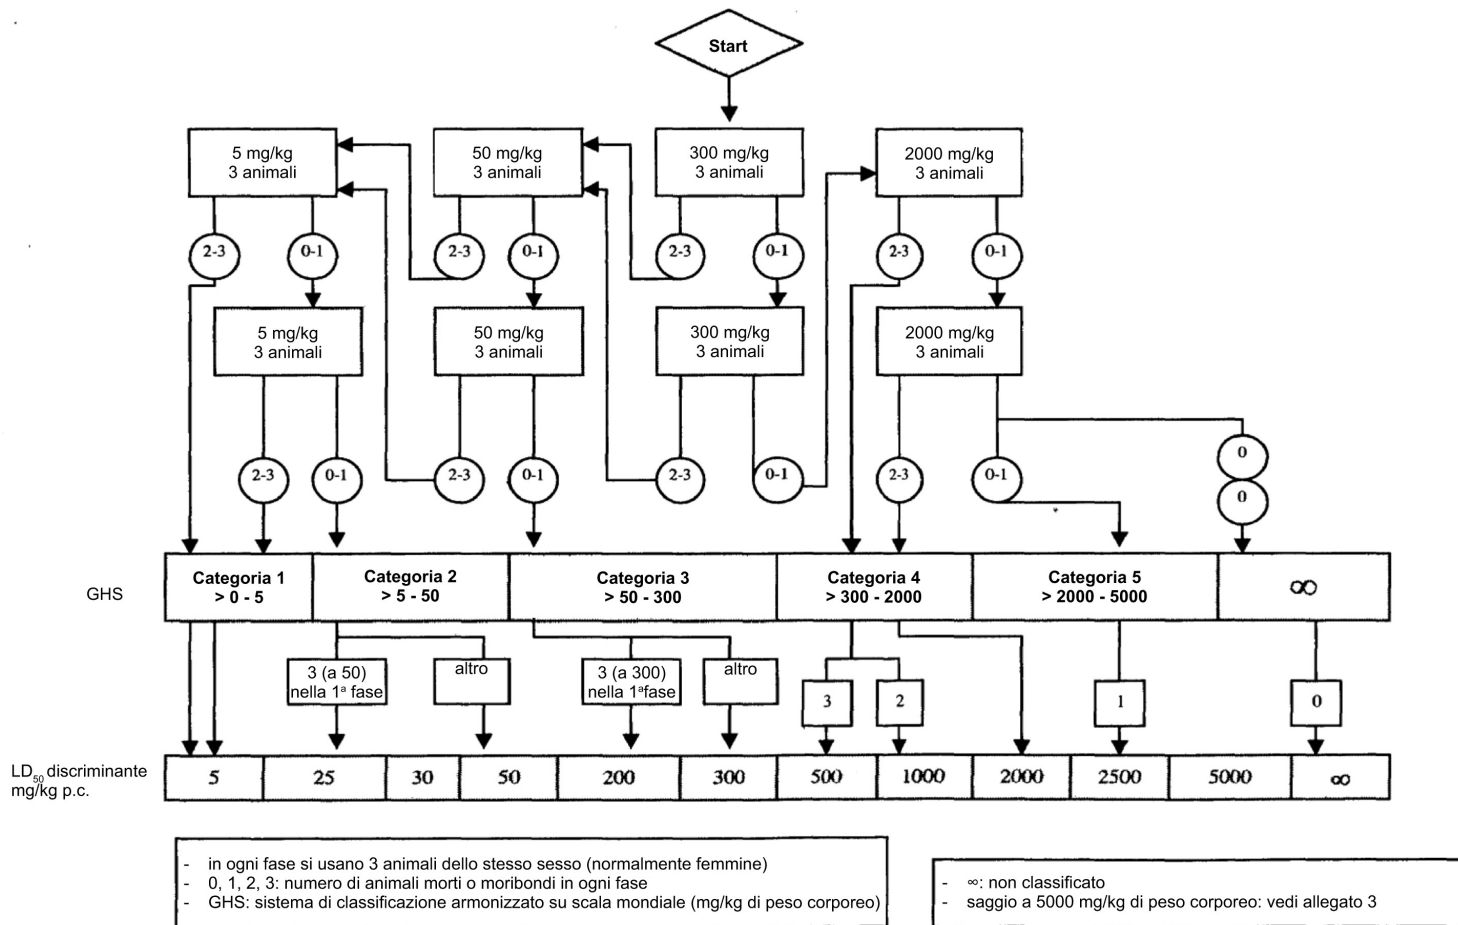 Start
5 mg/kg
3 animali
50 mg/kg
3 animali
300 mg/kg
3 animali
2000 mg/kg
3 animali
2-3
0-1
2-3
0-1
2-3
0-1
2-3
0-1
5 mg/kg
3 animali
50 mg/kg
3 animali
300 mg/kg
3 animali
2000 mg/kg
3 animali
2-3
0-1
2-3
0-1
2-3
0-1
2-3
0-1
0
0
GHS
Categoria 1
> 0 - 5
Categoria 2
> 5 - 50
Categoria 3
> 50 - 300
Categoria 4
> 300 - 2000
Categoria 5
> 2000 - 5000
∞
3 (a 50)
nella 1ª fase
altro
3 (a 300)
nella 1ªfase
altro
3
2
1
0
LD50 discriminante
mg/kg p.c.
5
25
30
50
200
300
500
1000
2000
2500
5000
∞
- in ogni fase si usano 3 animali dello stesso sesso (normalmente femmine)
- 0, 1, 2, 3: numero di animali morti o moribondi in ogni fase
- GHS: sistema di classificazione armonizzato su scala mondiale (mg/kg di peso corporeo)
- ∞: non classificato
- saggio a 5000 mg/kg di peso corporeo: vedi allegato 3